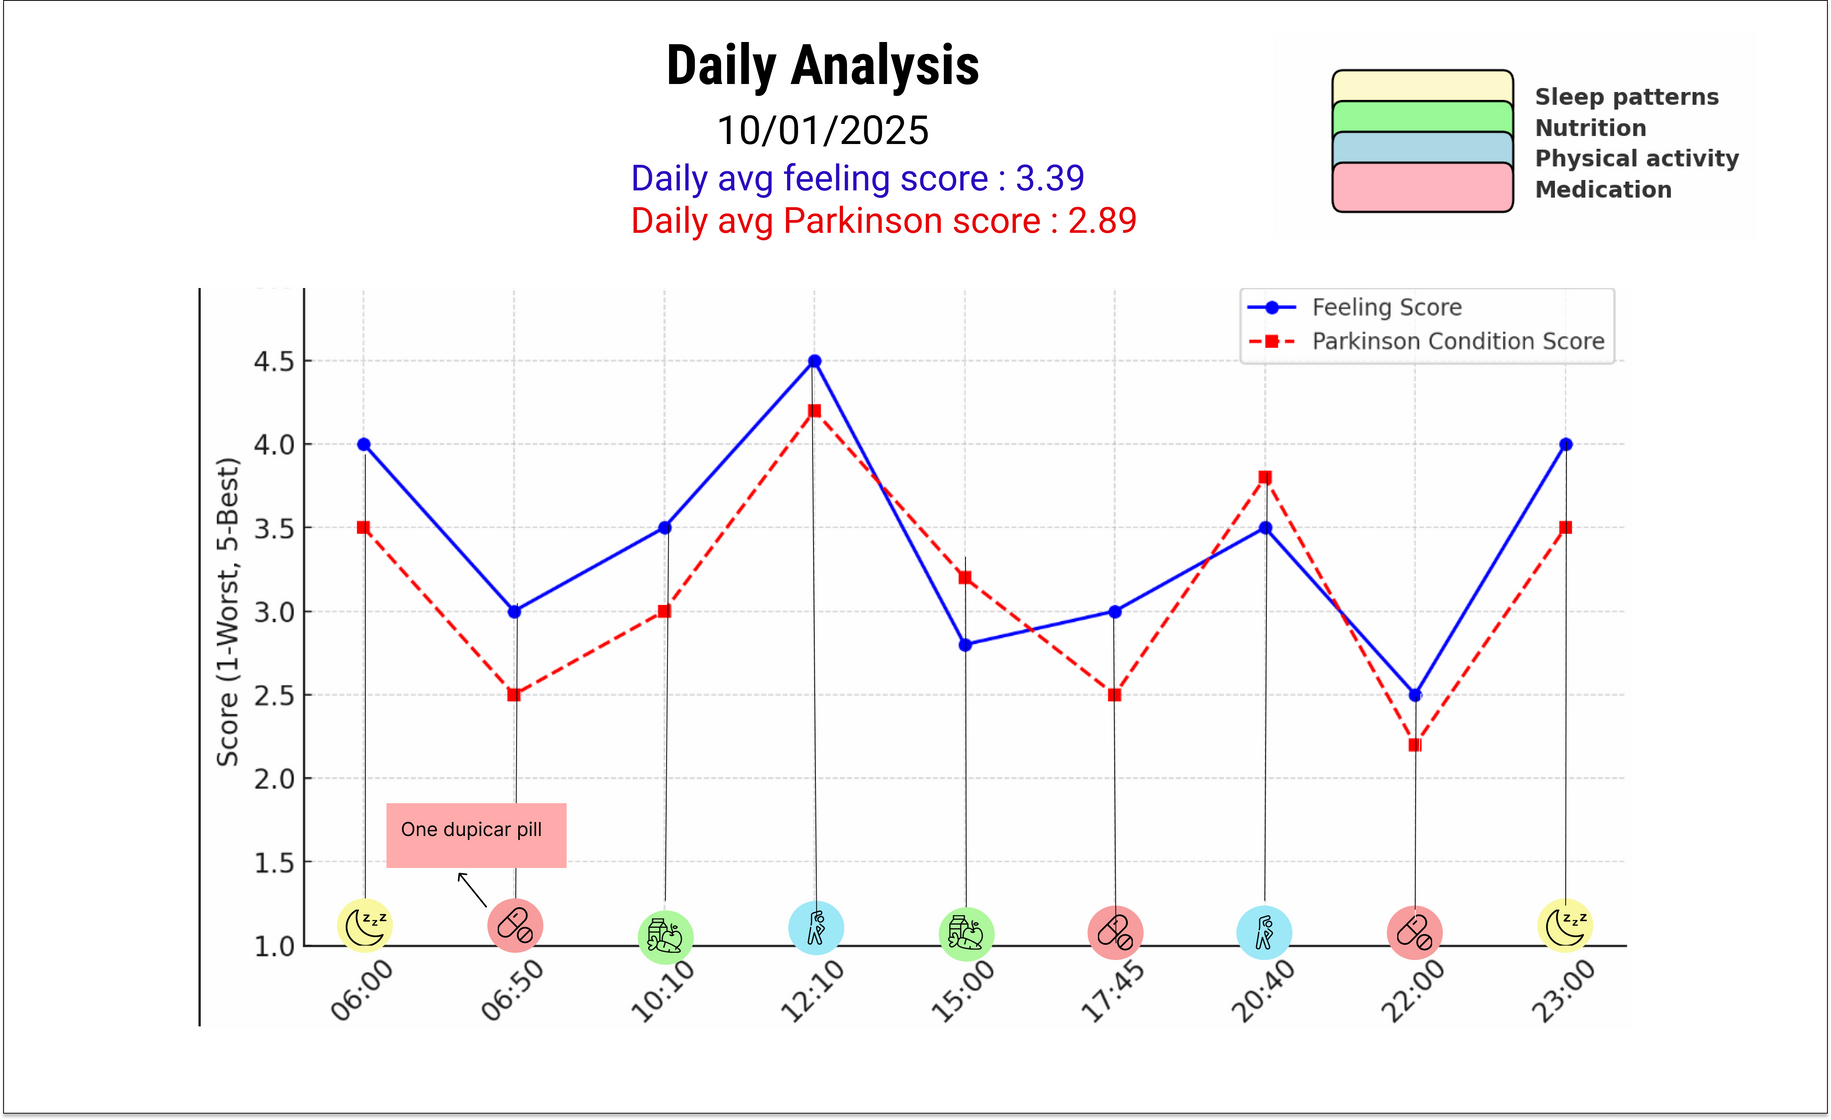 Daily Analysis
10/01/2025
Daily avg feeling score : 3.39
Daily avg Parkinson score : 2.89
Sleep patterns
Nutrition
Physical activity
Medication
Feeling Score
Parkinson Condition Score
Score (1-Worst, 5-Best)
4.5
4.0
3.5
3.0
2.5
2.0
1.5
1.0
One dupicar pill
z z z
z z z
06:00
06:50
10:10
12:10
15:00
17:45
20:40
22:00
23:00